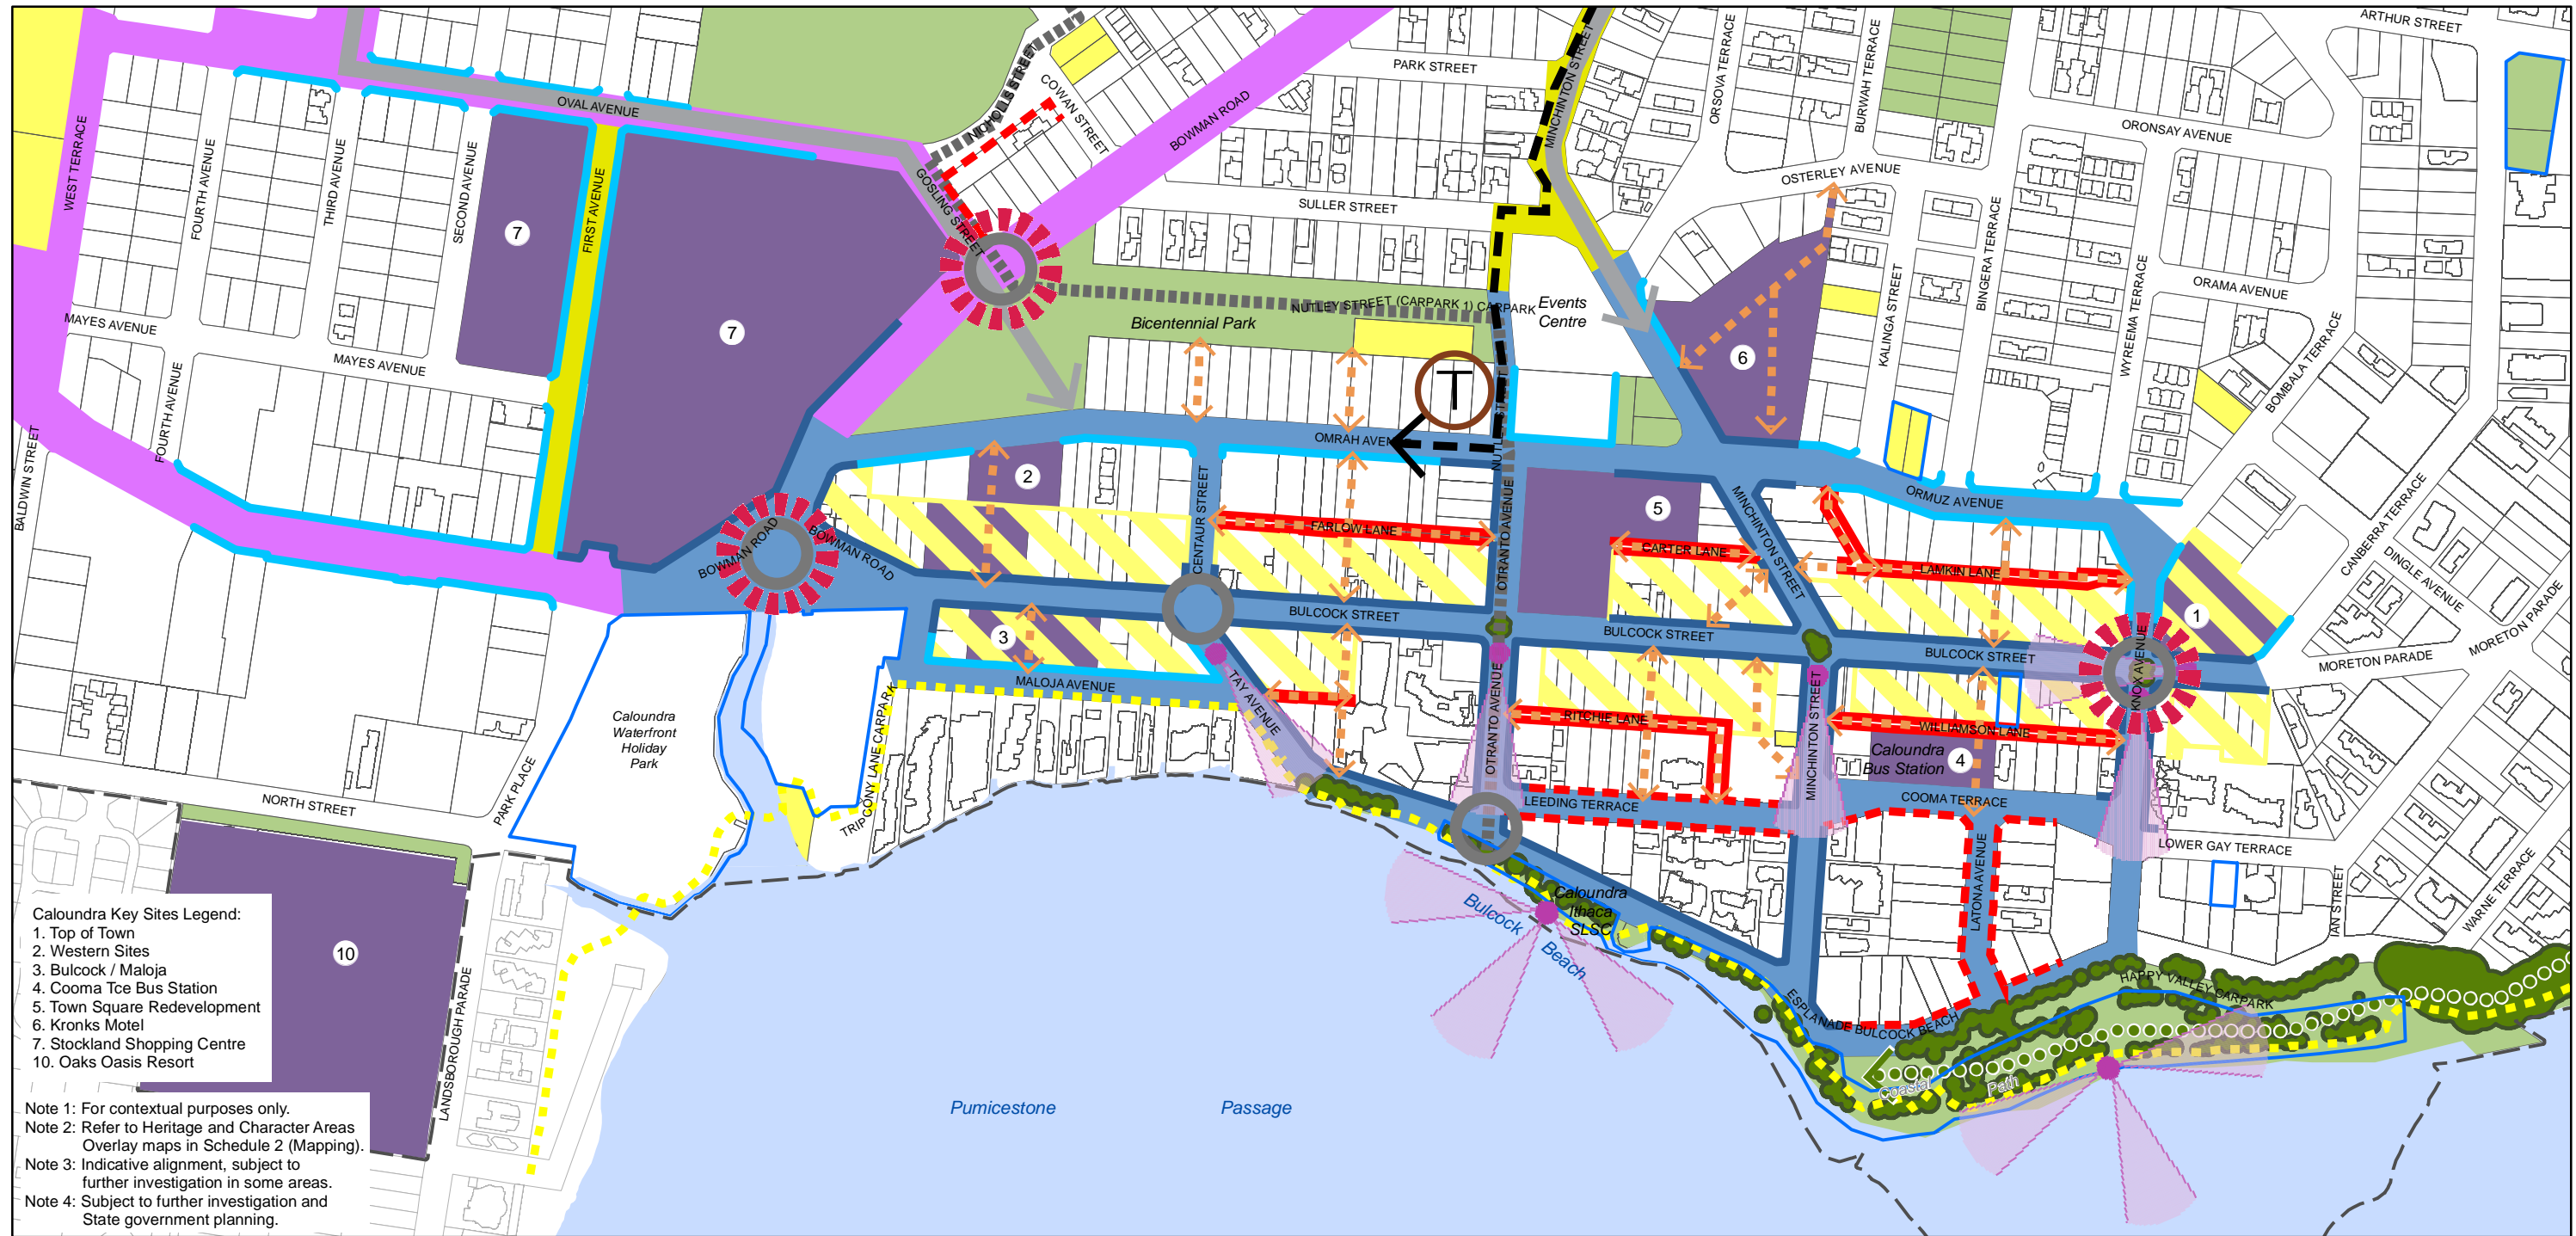 ARTHUR STREET
PARK STREET
MINCHINTON STREET
ORSOVA TERRACE
BURWAH TERRACE
ORONSAY AVENUE
NICHOLLS STREET
COWAN STREET
BOWMAN ROAD
OVAL AVENUE
WEST TERRACE
FOURTH AVENUE
THIRD AVENUE
SECOND AVENUE
FIRST AVENUE
GOSLING STREET
SULLER STREET
OSTERLEY AVENUE
KALINGA STREET
BINGERA TERRACE
WYREEMA TERRACE
ORAMA AVENUE
BOMBALA TERRACE
7
7
MAYES AVENUE
MAYES AVENUE
FOURTH AVENUE
BALDWIN STREET
NUTLEY STREET (CARPARK 1) CARPARK
Bicentennial Park
Events
Centre
6
T
NUTLEY STREET
OMRAH AVENUE
2
CENTAUR STREET
FARLOW LANE
OTRANTO AVENUE
5
CARTER LANE
MINCHINTON STREET
ORMUZ AVENUE
LAMKIN LANE
CANBERRA TERRACE
DINGLE AVENUE
MORETON PARADE
MORETON PARADE
1
BOWMAN ROAD
BOWMAN ROAD
BULCOCK STREET
BULCOCK STREET
BULCOCK STREET
KNOX AVENUE
3
MALOJA AVENUE
TAY AVENUE
OTRANTO AVENUE
RITCHIE LANE
MINCHINTON STREET
WILLIAMSON LANE
Caloundra
Bus Station
4
Caloundra
Waterfront
Holiday
Park
TRIPCONY LANE CARPARK
PARK PLACE
NORTH STREET
LEEDING TERRACE
COOMA TERRACE
LOWER GAY TERRACE
LATONA AVENUE
IAN STREET
WARNE TERRACE
Caloundra
Ithaca
SLSC
Bulcock
Beach
ESPLANADE BULCOCK BEACH
HAPPY VALLEY CARPARK
Coastal
Path
Pumicestone
Passage
10
LANDSBOROUGH PARADE
Caloundra Key Sites Legend:
1. Top of Town
2. Western Sites
3. Bulcock / Maloja
4. Cooma Tce Bus Station
5. Town Square Redevelopment
6. Kronks Motel
7. Stockland Shopping Centre
10. Oaks Oasis Resort
Note 1: For contextual purposes only.
Note 2: Refer to Heritage and Character Areas
Overlay maps in Schedule 2 (Mapping).
Note 3: Indicative alignment, subject to
further investigation in some areas.
Note 4: Subject to further investigation and
State government planning.